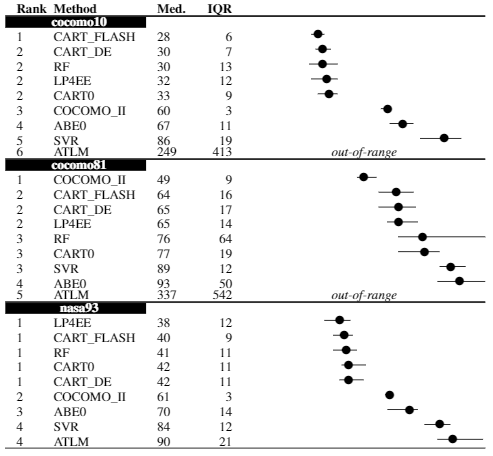 Rank Method Med. IQR
cocomo10
1 CART_FLASH 28 6
2 CART_DE 30 7
2 RF 30 13
2 LP4EE 32 12
2 CART0 33 9
3 COCOMO_II 60 3
4 ABE0 67 11
5 SVR 86 19
6 ATLM 249 413 out-of-range
cocomo81
1 COCOMO_II 49 9
2 CART_FLASH 64 16
2 CART_DE 65 17
2 LP4EE 65 14
3 RF 76 64
3 CART0 77 19
3 SVR 89 12
4 ABE0 93 50
5 ATLM 337 542 out-of-range
nasa93
1 LP4EE 38 12
1 CART_FLASH 40 9
1 RF 41 11
1 CART0 42 11
1 CART_DE 42 11
2 COCOMO_II 61 3
3 ABE0 70 14
4 SVR 84 12
4 ATLM 90 21